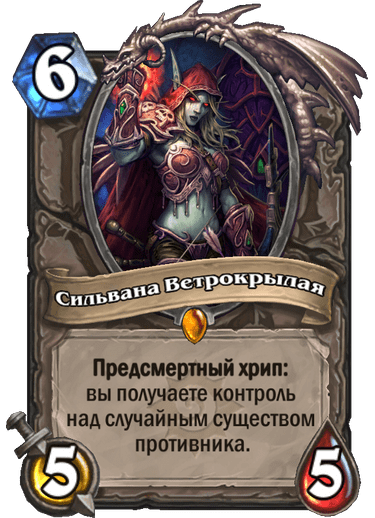 6
Сильвана Ветрокрылая
Предсмертный хрип:
вы получаете контроль
над случайным существом
противника.
5
5